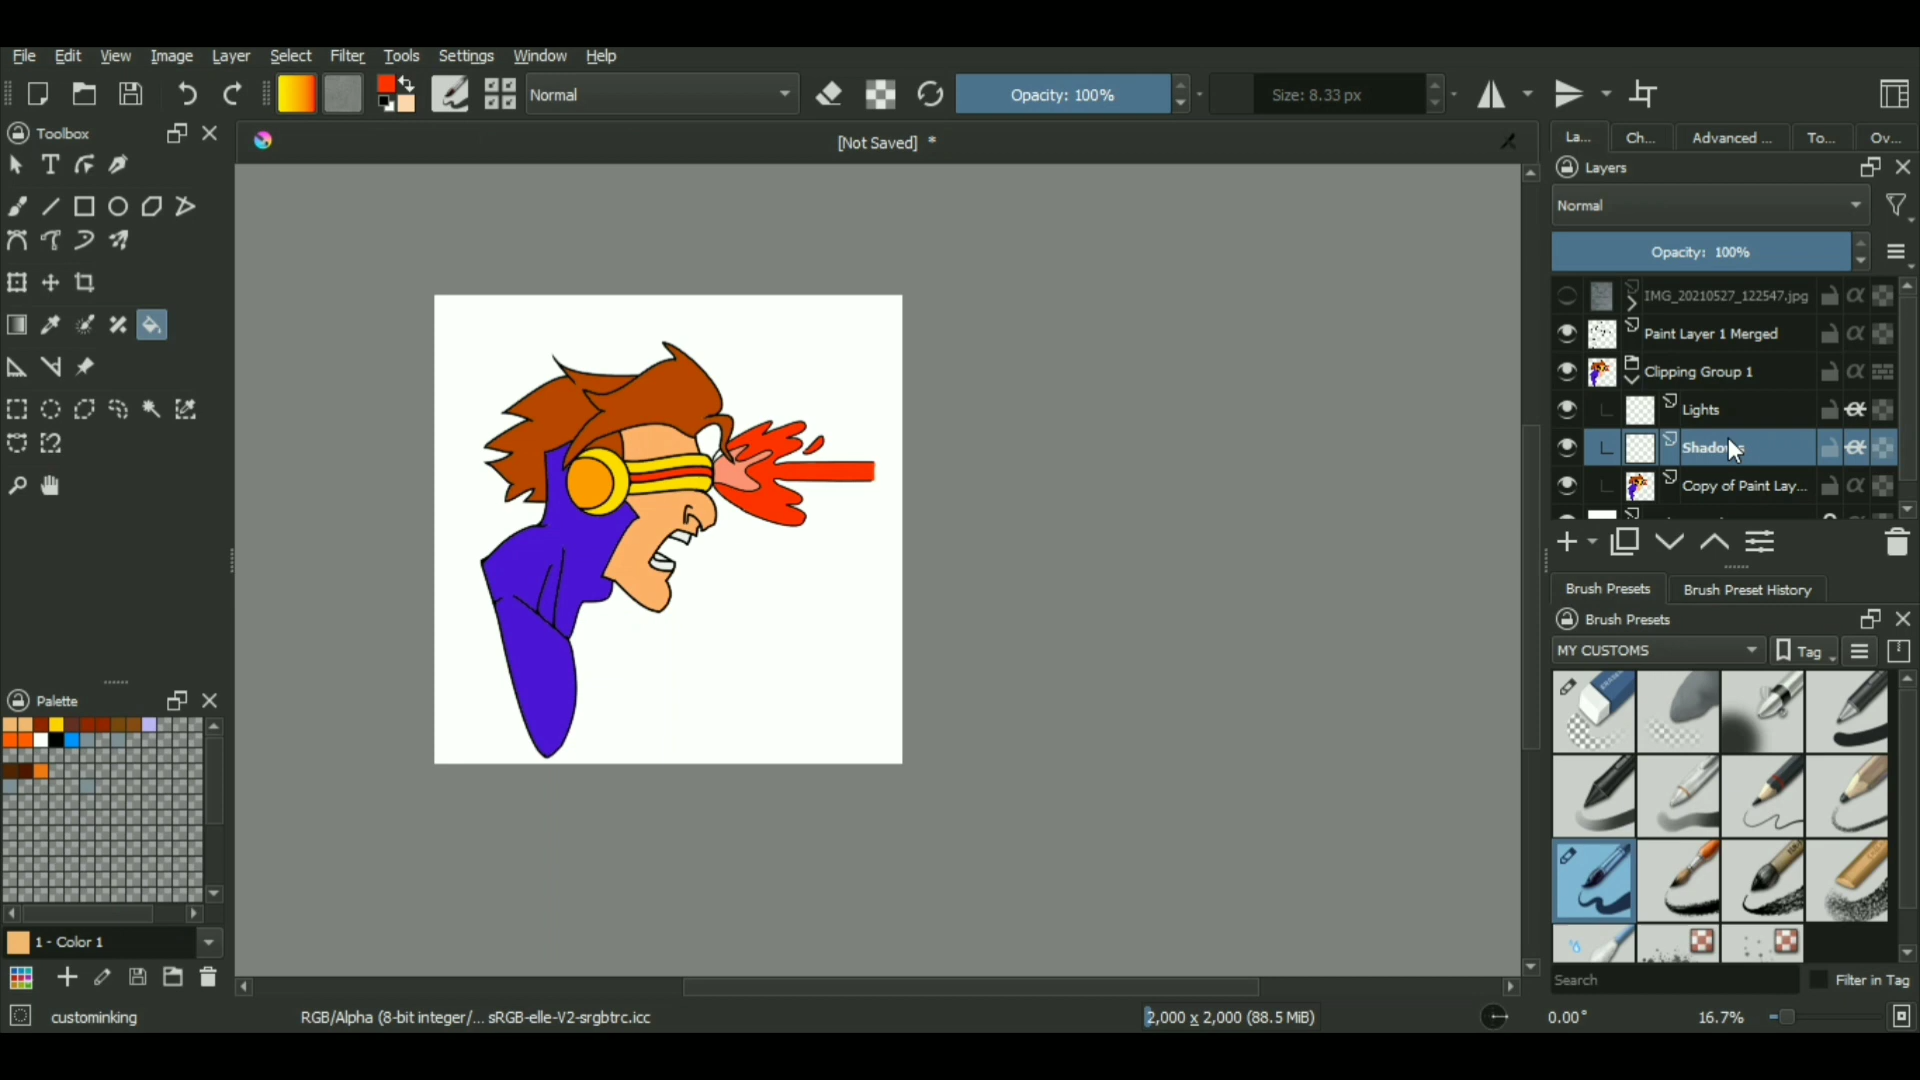 File Edit View Image Layer Select Filter Tools Settings Window Help
Normal Opacity: 100% Size: 8.33 px
Toolbox
[Not Saved] *
La... Ch... Advanced ... To... Ov...
Layers
Normal
Opacity: 100%
IMG_20210527_122547.jpg
Paint Layer 1 Merged
Clipping Group 1
Lights
Copy of Paint Lay...
Brush Presets Brush Preset History
Brush Presets
MY CUSTOMS Tag
Palette
1 - Color 1
Search Filter in Tag
custominking RGB/Alpha (8-bit integer/... sRGB-elle-V2-srgbtrc.icc 2,000 x 2,000 (88.5 MiB) 0.00° 16.7%